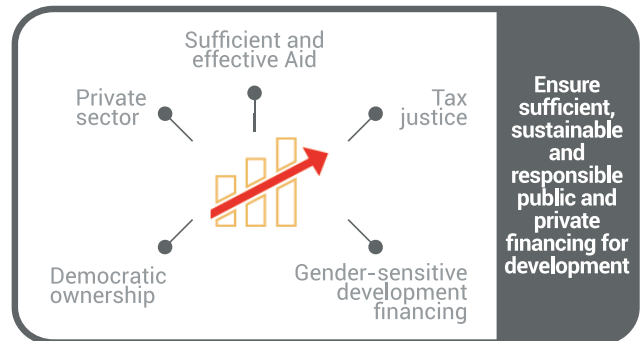 Sufficient and
effective Aid
Private
sector
Tax
justice
Democratic
ownership
Gender-sensitive
development
financing
Ensure
sufficient,
sustainable
and
responsible
public and
private
financing for
development